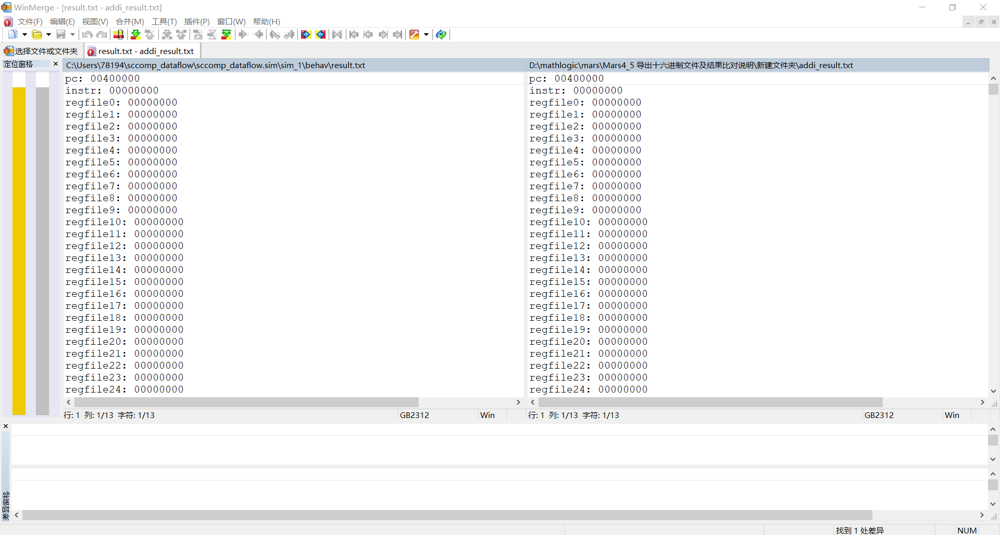 WinMerge - [result.txt - addi_result.txt]
文件(F) 编辑(E) 视图(V) 合并(M) 工具(T) 插件(P) 窗口(W) 帮助(H)
选择文件或文件夹 result.txt - addi_result.txt
定位窗格
C:\Users\78194\sccomp_dataflow\sccomp_dataflow.sim\sim_1\behav\result.txt
pc: 00400000
instr: 00000000
regfile0: 00000000
regfile1: 00000000
regfile2: 00000000
regfile3: 00000000
regfile4: 00000000
regfile5: 00000000
regfile6: 00000000
regfile7: 00000000
regfile8: 00000000
regfile9: 00000000
regfile10: 00000000
regfile11: 00000000
regfile12: 00000000
regfile13: 00000000
regfile14: 00000000
regfile15: 00000000
regfile16: 00000000
regfile17: 00000000
regfile18: 00000000
regfile19: 00000000
regfile20: 00000000
regfile21: 00000000
regfile22: 00000000
regfile23: 00000000
regfile24: 00000000
行: 1 列: 1/13 字符: 1/13 GB2312 Win
D:\mathlogic\mars\Mars4_5 导出十六进制文件及结果比对说明\新建文件夹\addi_result.txt
pc: 00400000
instr: 00000000
regfile0: 00000000
regfile1: 00000000
regfile2: 00000000
regfile3: 00000000
regfile4: 00000000
regfile5: 00000000
regfile6: 00000000
regfile7: 00000000
regfile8: 00000000
regfile9: 00000000
regfile10: 00000000
regfile11: 00000000
regfile12: 00000000
regfile13: 00000000
regfile14: 00000000
regfile15: 00000000
regfile16: 00000000
regfile17: 00000000
regfile18: 00000000
regfile19: 00000000
regfile20: 00000000
regfile21: 00000000
regfile22: 00000000
regfile23: 00000000
regfile24: 00000000
行: 1 列: 1/13 字符: 1/13 GB2312 Win
差异窗格
找到 1 处差异 NUM